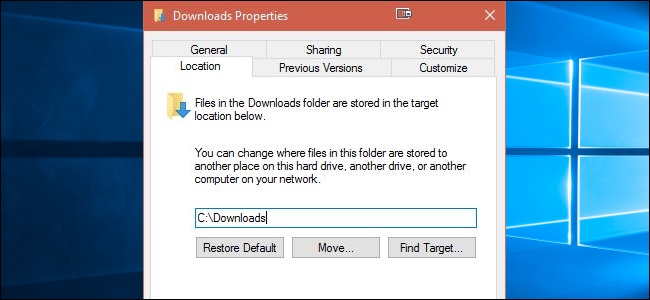 Downloads Properties
General Sharing Security
Location Previous Versions Customize
Files in the Downloads folder are stored in the target
location below.
You can change where files in this folder are stored to
another place on this hard drive, another drive, or another
computer on your network.
C:\Downloads
Restore Default Move... Find Target...